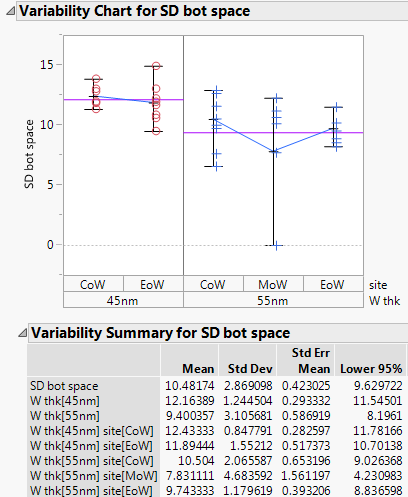 Variability Chart for SD bot space
SD bot space
15
10
5
0
CoW EoW CoW MoW EoW site
45nm 55nm W thk
Variability Summary for SD bot space
Std Err
Mean Std Dev Mean Lower 95%
SD bot space 10.48174 2.869098 0.423025 9.629722
W thk[45nm] 12.16389 1.244504 0.293332 11.54501
W thk[55nm] 9.400357 3.105681 0.586919 8.1961
W thk[45nm] site[CoW] 12.43333 0.847791 0.282597 11.78166
W thk[45nm] site[EoW] 11.89444 1.55212 0.517373 10.70138
W thk[55nm] site[CoW] 10.504 2.065587 0.653196 9.026368
W thk[55nm] site[MoW] 7.831111 4.683592 1.561197 4.230983
W thk[55nm] site[EoW] 9.743333 1.179619 0.393206 8.836598